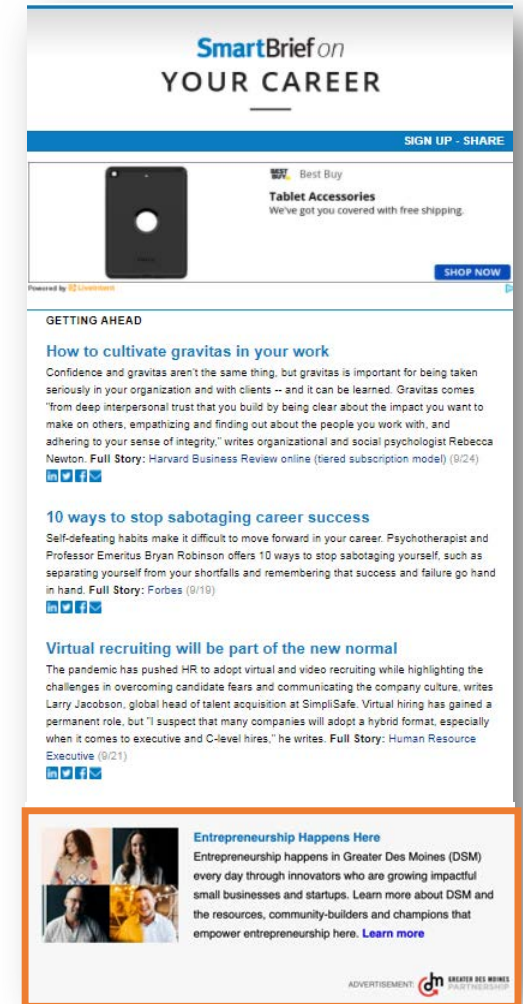 SmartBrief on
YOUR CAREER
SIGN UP - SHARE
BEST BUY Best Buy
Tablet Accessories
We've got you covered with free shipping.
SHOP NOW
Powered by LiveIntent
GETTING AHEAD
How to cultivate gravitas in your work
Confidence and gravitas aren't the same thing, but gravitas is important for being taken
seriously in your organization and with clients -- and it can be learned. Gravitas comes
"from deep interpersonal trust that you build by being clear about the impact you want to
make on others, empathizing and finding out about the people you work with, and
adhering to your sense of integrity," writes organizational and social psychologist Rebecca
Newton. Full Story: Harvard Business Review online (tiered subscription model) (9/24)
10 ways to stop sabotaging career success
Self-defeating habits make it difficult to move forward in your career. Psychotherapist and
Professor Emeritus Bryan Robinson offers 10 ways to stop sabotaging yourself, such as
separating yourself from your shortfalls and remembering that success and failure go hand
in hand. Full Story: Forbes (9/19)
Virtual recruiting will be part of the new normal
The pandemic has pushed HR to adopt virtual and video recruiting while highlighting the
challenges in overcoming candidate fears and communicating the company culture, writes
Larry Jacobson, global head of talent acquisition at SimpliSafe. Virtual hiring has gained a
permanent role, but "I suspect that many companies will adopt a hybrid format, especially
when it comes to executive and C-level hires," he writes. Full Story: Human Resource
Executive (9/21)
Entrepreneurship Happens Here
Entrepreneurship happens in Greater Des Moines (DSM)
every day through innovators who are growing impactful
small businesses and startups. Learn more about DSM and
the resources, community-builders and champions that
empower entrepreneurship here. Learn more
ADVERTISEMENT: dm GREATER DES MOINES
PARTNERSHIP